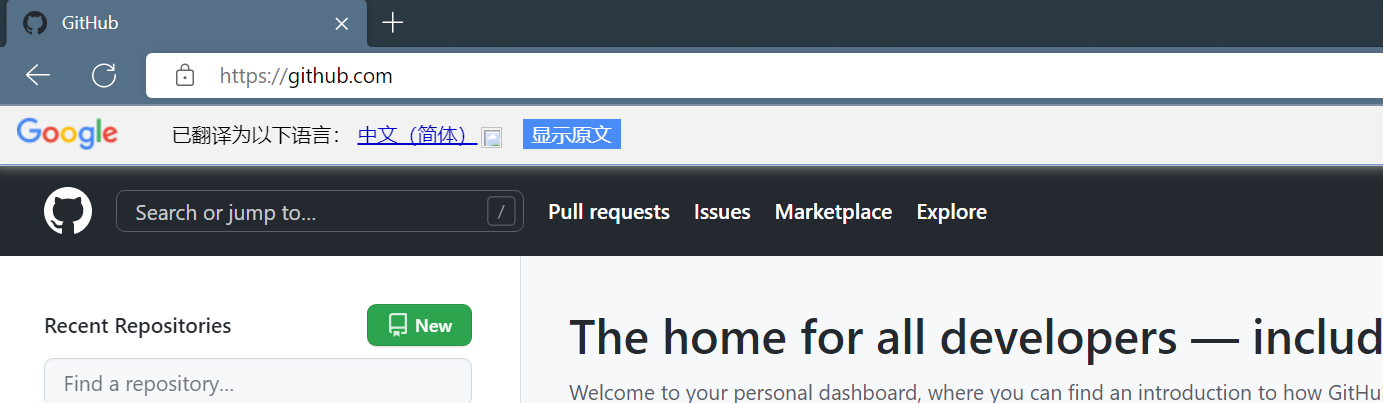 GitHub
https://github.com
Google 已翻译为以下语言： 中文（简体） 显示原文
Search or jump to... / Pull requests Issues Marketplace Explore
Recent Repositories New
The home for all developers — includ
Find a repository...
Welcome to your personal dashboard, where you can find an introduction to how GitHu